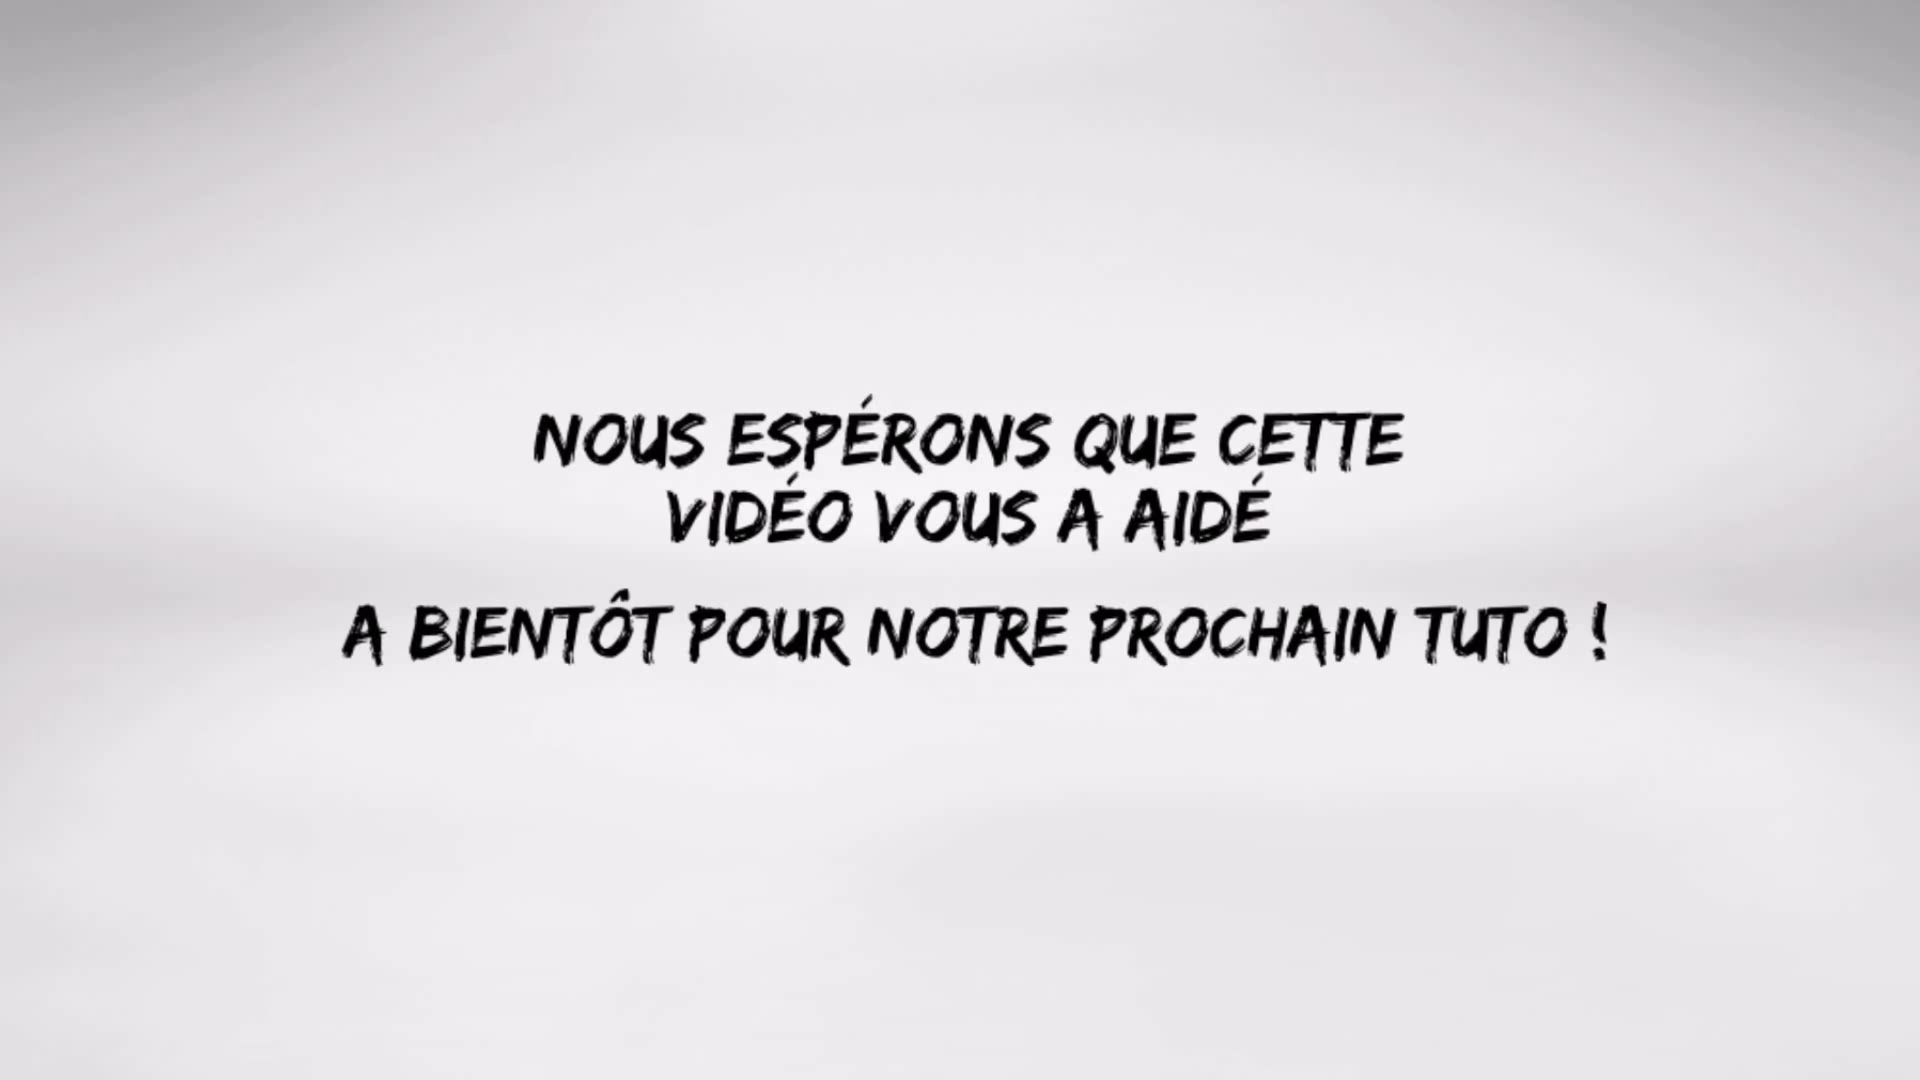 NOUS ESPÉRONS QUE CETTE
VIDÉO VOUS A AIDÉ
A BIENTÔT POUR NOTRE PROCHAIN TUTO !